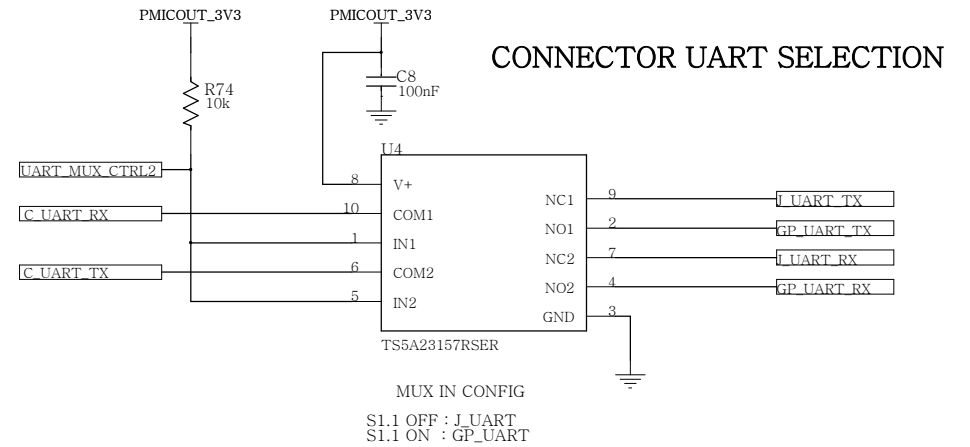 PMICOUT_3V3
PMICOUT_3V3
CONNECTOR UART SELECTION
R74
10k
C8
100nF
U4
UART_MUX_CTRL2
C_UART_RX
C_UART_TX
8
10
1
6
5
V+
COM1
IN1
COM2
IN2
NC1
NO1
NC2
NO2
GND
9
2
7
4
3
J_UART_TX
GP_UART_TX
J_UART_RX
GP_UART_RX
TS5A23157RSER
MUX IN CONFIG
S1.1 OFF : J_UART
S1.1 ON : GP_UART